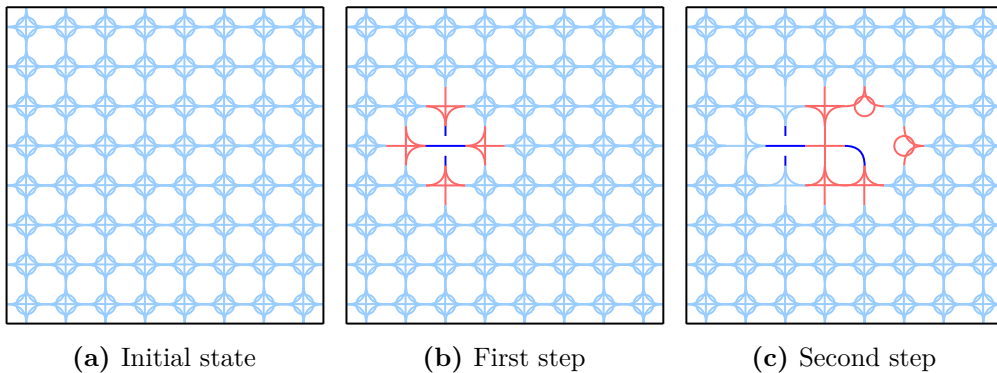 (a) Initial state
(b) First step
(c) Second step